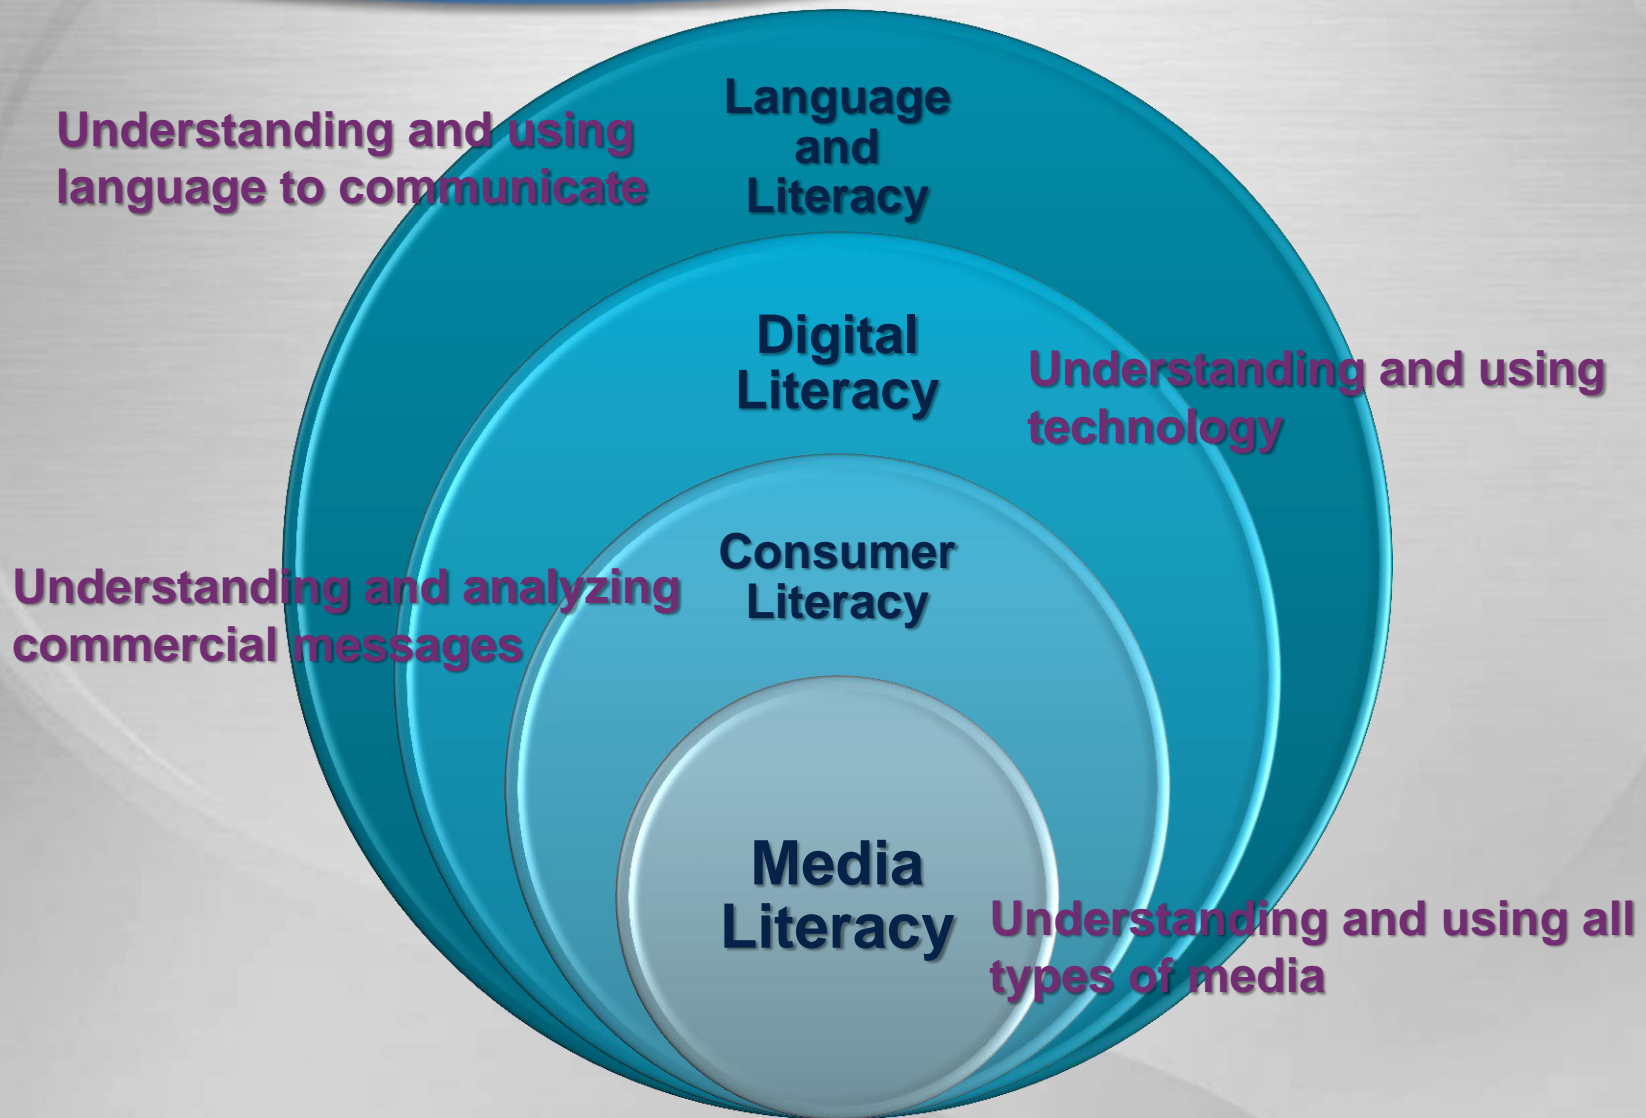 Language
and
Literacy
Understanding and using
language to communicate
Digital
Literacy
Understanding and using
technology
Consumer
Literacy
Understanding and analyzing
commercial messages
Media
Literacy
Understanding and using all
types of media